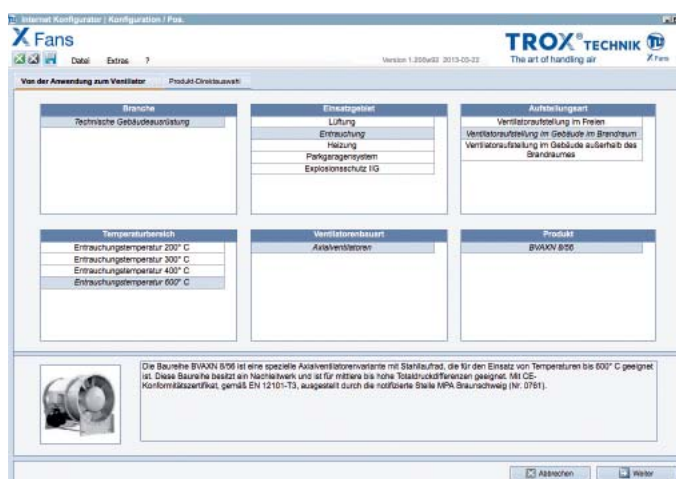 Internet Konfigurator | Konfiguration / Pos.
X Fans
TROX® TECHNIK
The art of handling air
X Fans
Datei Extras ?
Version 1.208w93 2013-05-22
Von der Anwendung zum Ventilator Produkt-Direktauswahl
Branche
Technische Gebäudeausrüstung
Einsatzgebiet
Lüftung
Entrauchung
Heizung
Parkgaragensystem
Explosionsschutz IIG
Aufstellungsart
Ventilatoraufstellung im Freien
Ventilatoraufstellung im Gebäude im Brandraum
Ventilatoraufstellung im Gebäude außerhalb des
Brandraumes
Temperaturbereich
Entrauchungstemperatur 200° C
Entrauchungstemperatur 300° C
Entrauchungstemperatur 400° C
Entrauchungstemperatur 600° C
Ventilatorenbauart
Axialventilatoren
Produkt
BVAXN 8/56
Die Baureihe BVAXN 8/56 ist eine spezielle Axialventilatorenvariante mit Stahllaufrad, die für den Einsatz von Temperaturen bis 600° C geeignet
ist. Diese Baureihe besitzt ein Nachleitwerk und ist für mittlere bis hohe Totaldruckdifferenzen geeignet. Mit CE-
Konformitätszertifikat, gemäß EN 12101-T3, ausgestellt durch die notifizierte Stelle MPA Braunschweig (Nr. 0761).
Abbrechen
Weiter